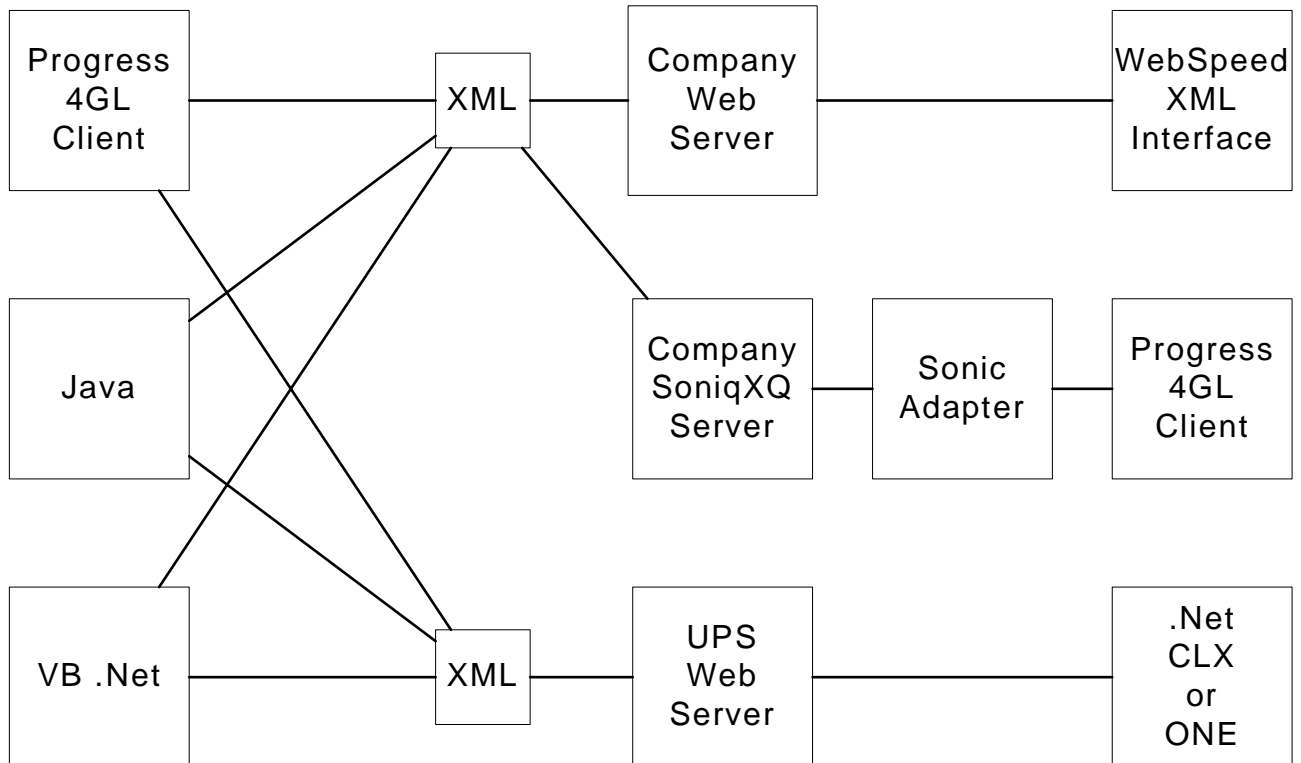 Progress
4GL
Client
XML
Company
Web
Server
WebSpeed
XML
Interface
Java
Company
SoniqXQ
Server
Sonic
Adapter
Progress
4GL
Client
VB .Net
XML
UPS
Web
Server
.Net
CLX
or
ONE